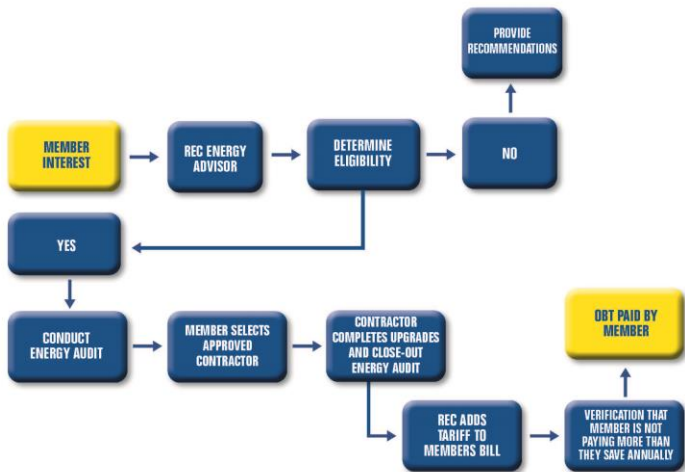 PROVIDE
RECOMMENDATIONS
MEMBER
INTEREST
REC ENERGY
ADVISOR
DETERMINE
ELIGIBILITY
NO
YES
CONDUCT
ENERGY AUDIT
MEMBER SELECTS
APPROVED
CONTRACTOR
CONTRACTOR
COMPLETES UPGRADES
AND CLOSE-OUT
ENERGY AUDIT
OBT PAID BY
MEMBER
REC ADDS
TARIFF TO
MEMBERS BILL
VERIFICATION THAT
MEMBER IS NOT
PAYING MORE THAN
THEY SAVE ANNUALLY